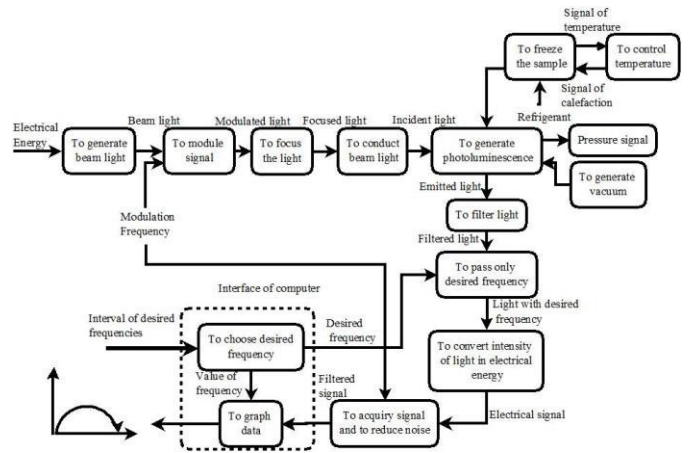 Signal of
temperature
To freeze
the sample
To control
temperature
Signal of
calefaction
Refrigerant
Electrical
Energy
To generate
beam light
Beam light
To module
signal
Modulated light
To focus
the light
Focused light
To conduct
beam light
Incident light
To generate
photoluminescence
Pressure signal
To generate
vacuum
Emitted light
Modulation
Frequency
To filter light
Filtered light
To pass only
desired frequency
Interface of computer
Light with desired
frequency
Interval of desired
frequencies
To choose desired
frequency
Desired
frequency
To convert intensity
of light in electrical
energy
Value of
frequency
Filtered
signal
To graph
data
To acquiry signal
and to reduce noise
Electrical signal